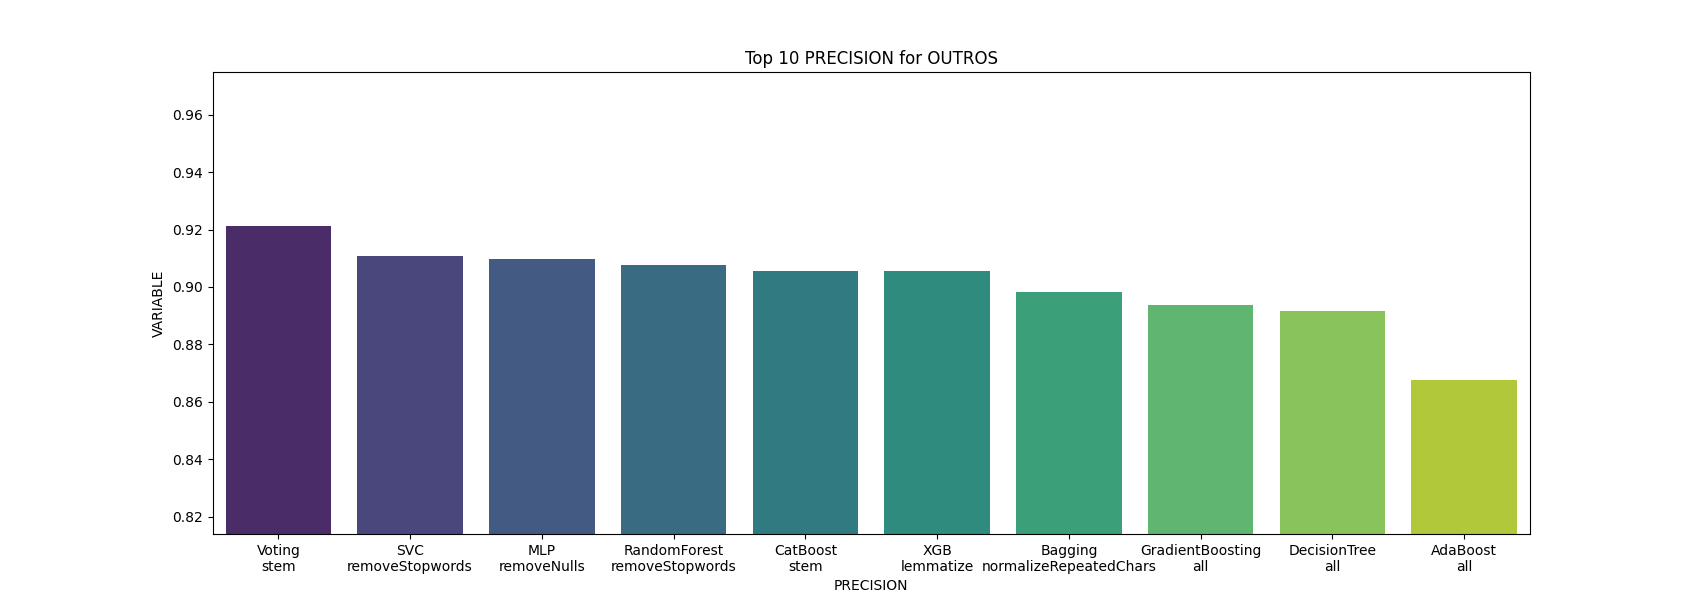 Top 10 PRECISION for OUTROS
VARIABLE
0.96
0.94
0.92
0.90
0.88
0.86
0.84
0.82
Voting SVC MLP RandomForest CatBoost XGB Bagging GradientBoosting DecisionTree AdaBoost
stem removeStopwords removeNulls removeStopwords stem lemmatize normalizeRepeatedChars all all all
PRECISION